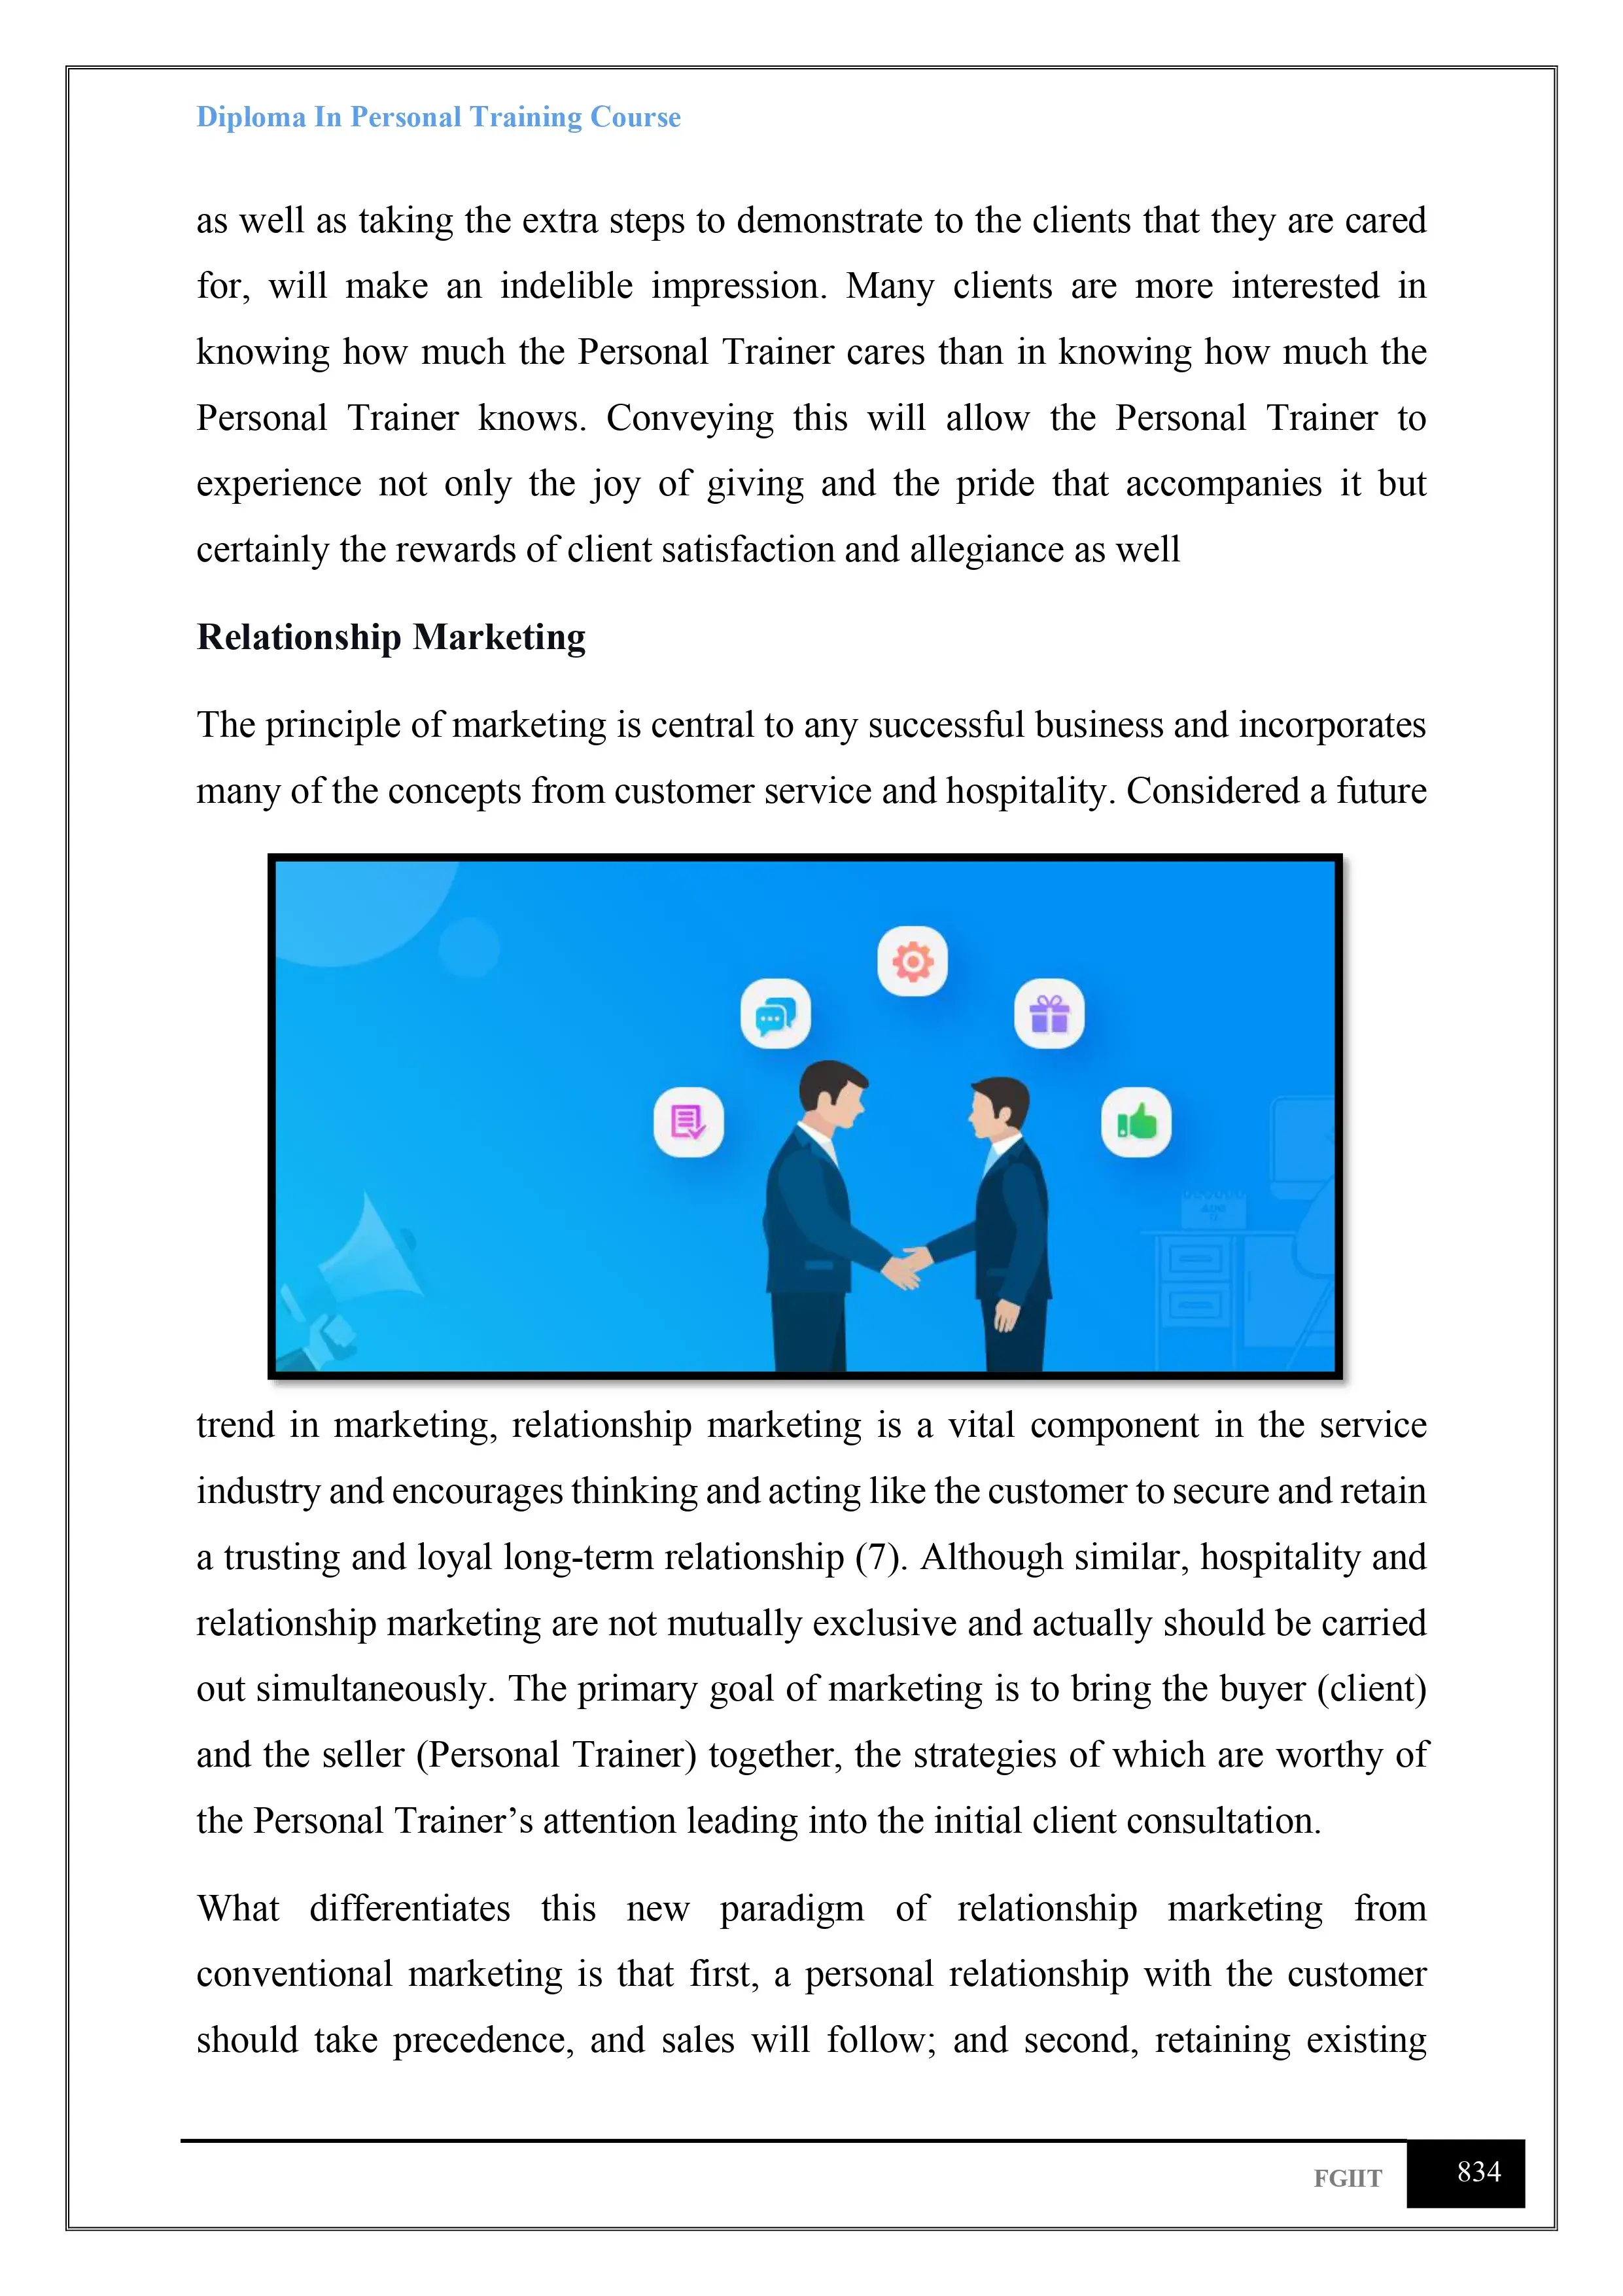 Diploma In Personal Training Course
as well as taking the extra steps to demonstrate to the clients that they are cared
for, will make an indelible impression. Many clients are more interested in
knowing how much the Personal Trainer cares than in knowing how much the
Personal Trainer knows. Conveying this will allow the Personal Trainer to
experience not only the joy of giving and the pride that accompanies it but
certainly the rewards of client satisfaction and allegiance as well
Relationship Marketing
The principle of marketing is central to any successful business and incorporates
many of the concepts from customer service and hospitality. Considered a future
trend in marketing, relationship marketing is a vital component in the service
industry and encourages thinking and acting like the customer to secure and retain
a trusting and loyal long-term relationship (7). Although similar, hospitality and
relationship marketing are not mutually exclusive and actually should be carried
out simultaneously. The primary goal of marketing is to bring the buyer (client)
and the seller (Personal Trainer) together, the strategies of which are worthy of
the Personal Trainer’s attention leading into the initial client consultation.
What differentiates this new paradigm of relationship marketing from
conventional marketing is that first, a personal relationship with the customer
should take precedence, and sales will follow; and second, retaining existing
FGIIT
834